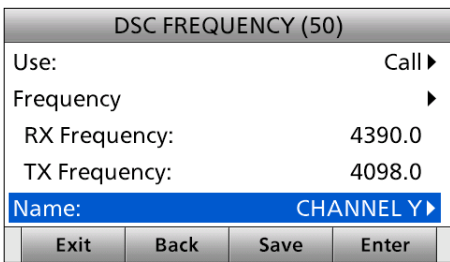 DSC FREQUENCY (50)
Use: Call
Frequency
RX Frequency: 4390.0
TX Frequency: 4098.0
Name: CHANNEL Y
Exit Back Save Enter